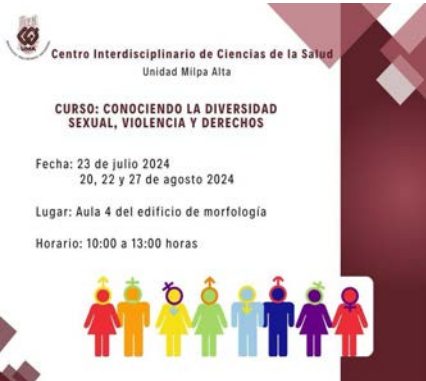 Centro Interdisciplinario de Ciencias de la Salud
Unidad Milpa Alta
CURSO: CONOCIENDO LA DIVERSIDAD
SEXUAL, VIOLENCIA Y DERECHOS
Fecha: 23 de julio 2024
20, 22 y 27 de agosto 2024
Lugar: Aula 4 del edificio de morfología
Horario: 10:00 a 13:00 horas